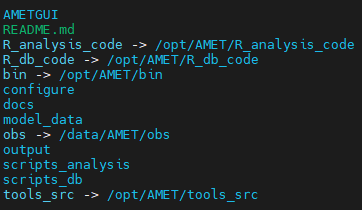 AMETGUI
README.md
R_analysis_code -> /opt/AMET/R_analysis_code
R_db_code -> /opt/AMET/R_db_code
bin -> /opt/AMET/bin
configure
docs
model_data
obs -> /data/AMET/obs
output
scripts_analysis
scripts_db
tools_src -> /opt/AMET/tools_src